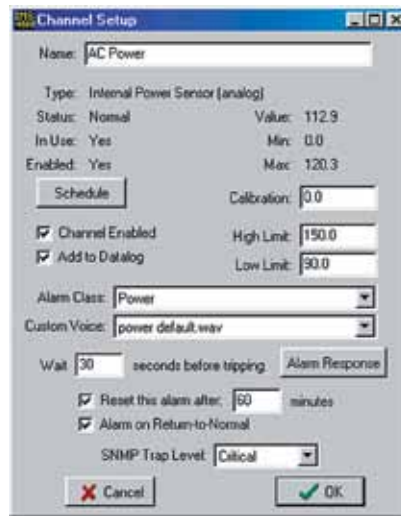 Channel Setup
Name: AC Power
Type: Internal Power Sensor (analog)
Status: Normal Value: 112.9
In Use: Yes Min: 0.0
Enabled: Yes Max: 120.3
Schedule Calibration: 0.0
Channel Enabled High Limit: 150.0
Add to Datalog Low Limit: 90.0
Alarm Class: Power
Custom Voice: power default.wav
Wait 30 seconds before tripping. Alarm Response
Reset this alarm after: 60 minutes
Alarm on Return-to-Normal
SNMP Trap Level: Critical
Cancel OK